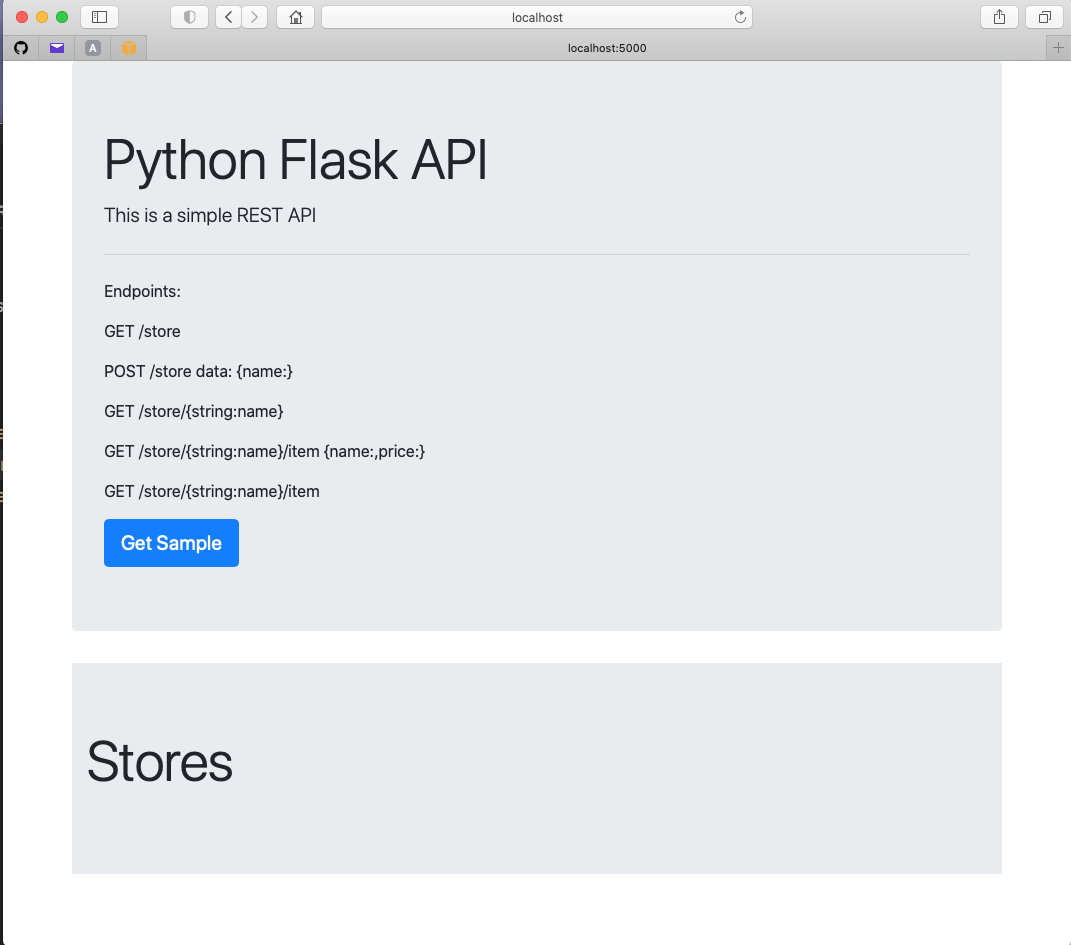 localhost
A
localhost:5000
Python Flask API
This is a simple REST API
Endpoints:
GET /store
POST /store data: {name:}
GET /store/{string:name}
GET /store/{string:name}/item {name:,price:}
GET /store/{string:name}/item
Get Sample
Stores